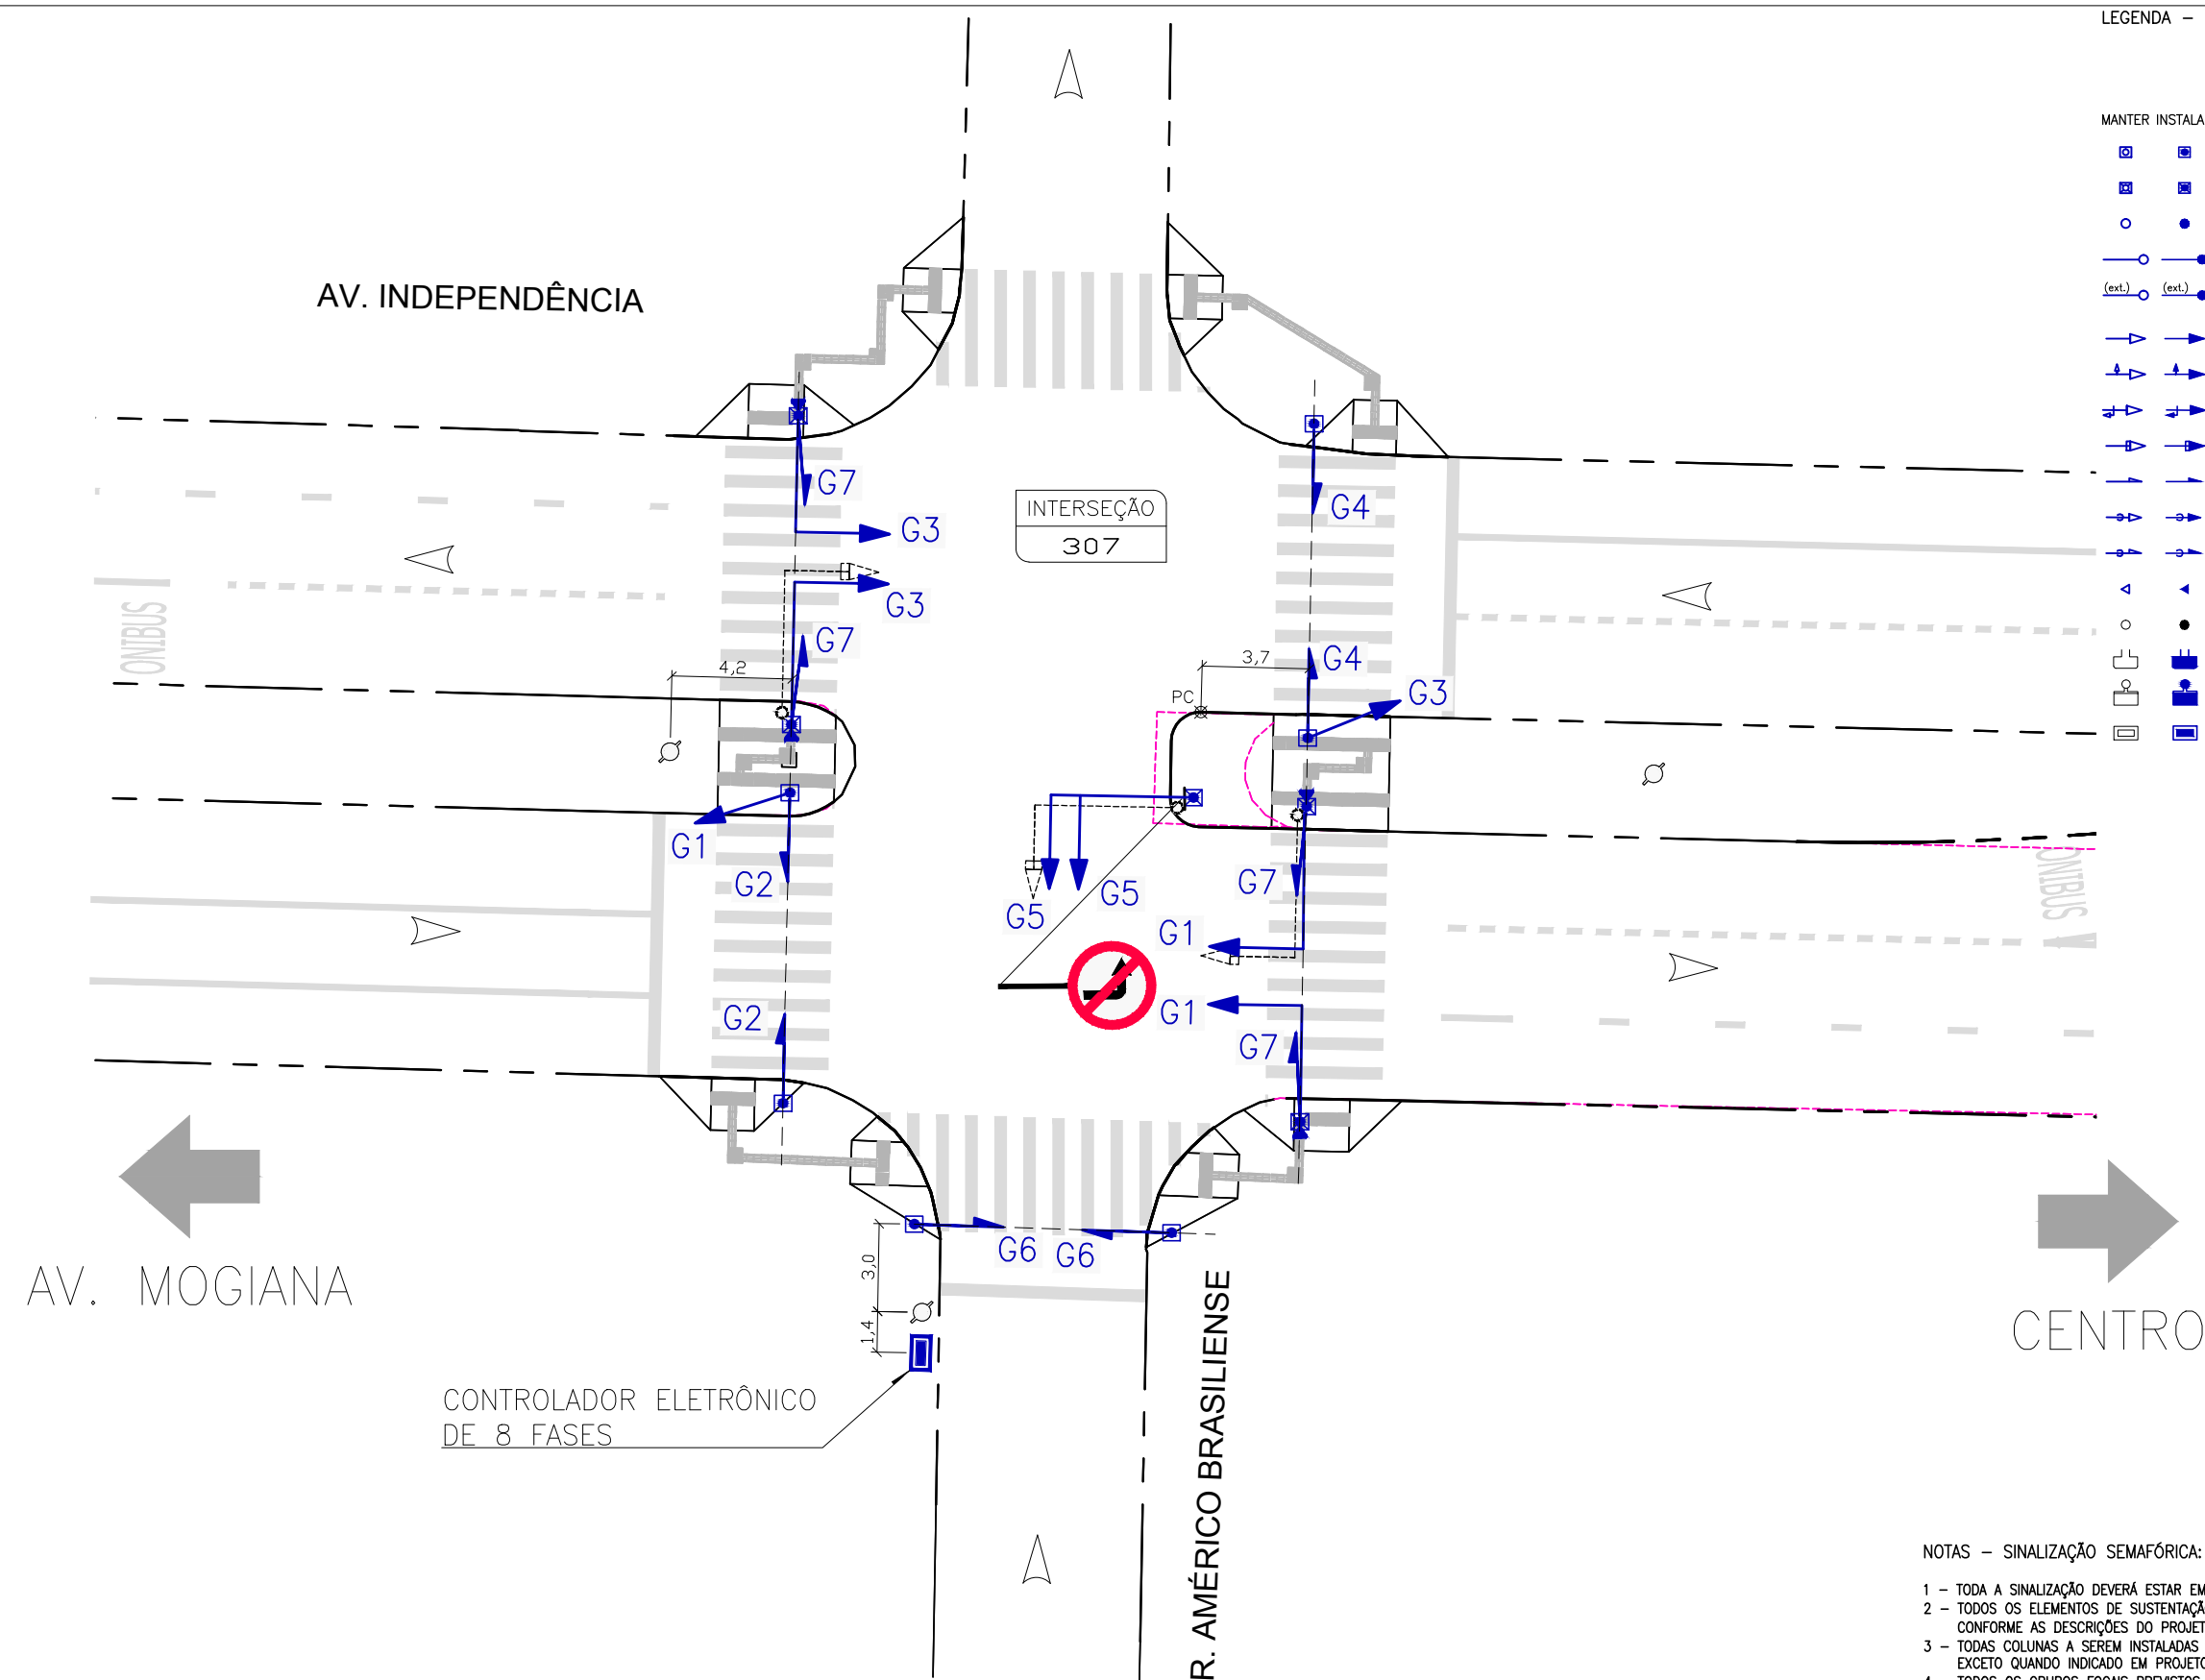 LEGENDA –
MANTER INSTALA
(ext.) (ext.)
AV. INDEPENDÊNCIA
INTERSEÇÃO
307
G7
G3
G3
G7
G4
G4
G3
4,2
3,7
PC
ONIBUS
G1
G2
G5
G5
G7
G1
G1
G7
G2
ONIBUS
G6
G6
3,0
1,4
AV. MOGIANA
CENTRO
CONTROLADOR ELETRÔNICO
DE 8 FASES
R. AMÉRICO BRASILIENSE
NOTAS – SINALIZAÇÃO SEMAFÓRICA:
1 – TODA A SINALIZAÇÃO DEVERÁ ESTAR EM
2 – TODOS OS ELEMENTOS DE SUSTENTAÇÃ
CONFORME AS DESCRIÇÕES DO PROJET
3 – TODAS COLUNAS A SEREM INSTALADAS
EXCETO QUANDO INDICADO EM PROJETO